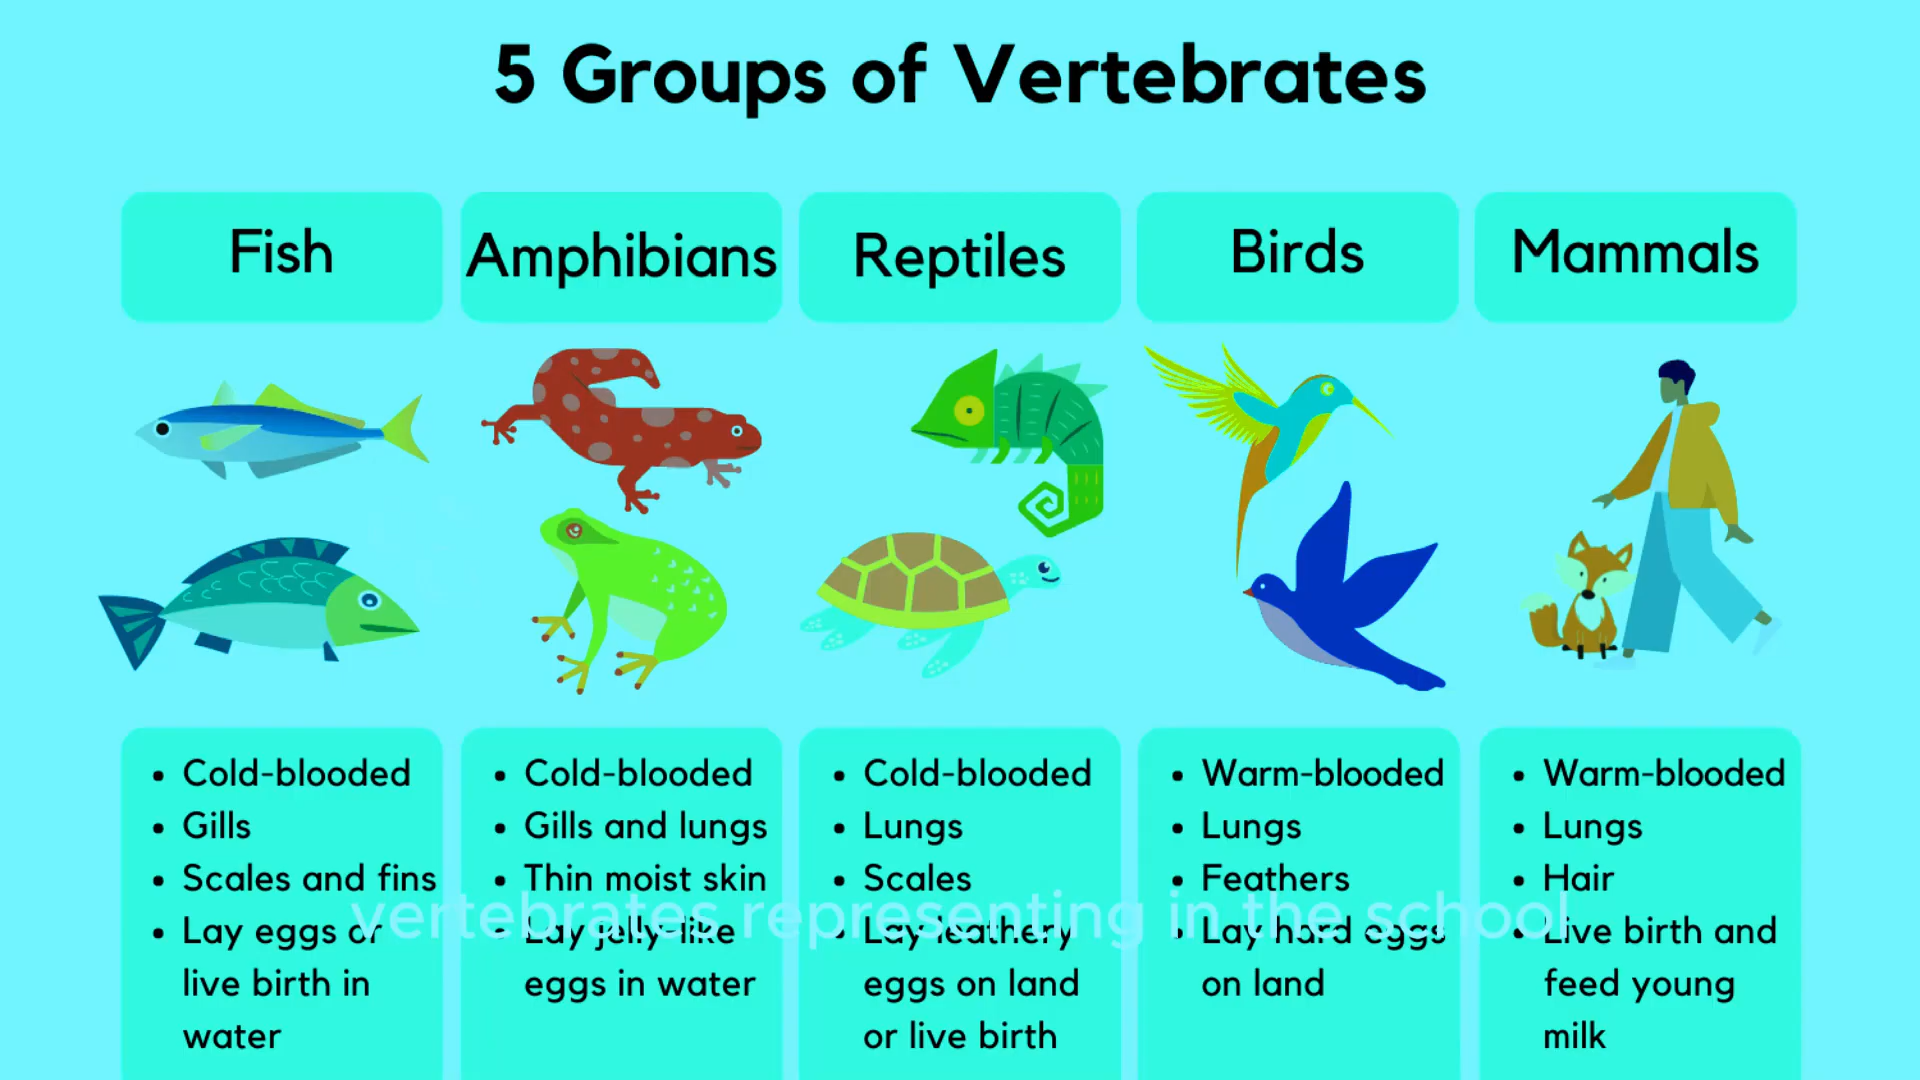 5 Groups of Vertebrates
Fish
Amphibians
Reptiles
Birds
Mammals
• Cold-blooded
• Gills
• Scales and fins
• Lay eggs or
live birth in
water
• Cold-blooded
• Gills and lungs
• Thin moist skin
• Lay jelly-like
eggs in water
• Cold-blooded
• Lungs
• Scales
• Lay leathery
eggs on land
or live birth
• Warm-blooded
• Lungs
• Feathers
• Lay hard eggs
on land
• Warm-blooded
• Lungs
• Hair
• Live birth and
feed young
milk
vertebrates representing in the school